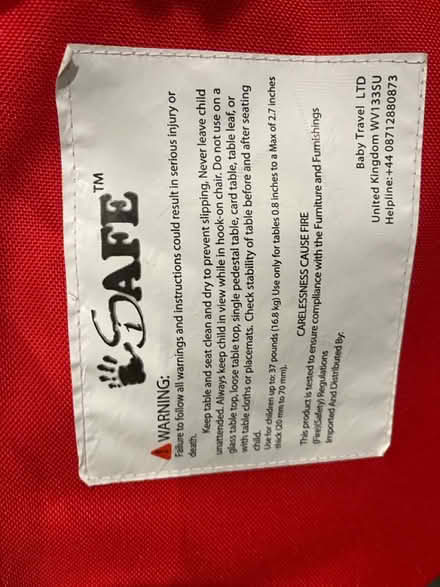 iSAFE™
WARNING:
Failure to follow all warnings and instructions could result in serious injury or
death.
Keep table and seat clean and dry to prevent slipping. Never leave child
unattended. Always keep child in view while in hook-on chair. Do not use on a
glass table top, loose table top, single pedestal table, card table, table leaf, or
with table cloths or placemats. Check stability of table before and after seating
child.
Use for children up to: 37 pounds (16.8 kg) Use only for tables 0.8 inches to a Max of 2.7 inches
thick (20 mm to 70 mm).
CARELESSNESS CAUSE FIRE
This product is tested to ensure compliance with the Furniture and Furnishings
(Fire)(Safety) Regulations
Imported And Distributed By:
Baby Travel LTD
United Kingdom WV133SU
Helpline:+44 08712880873